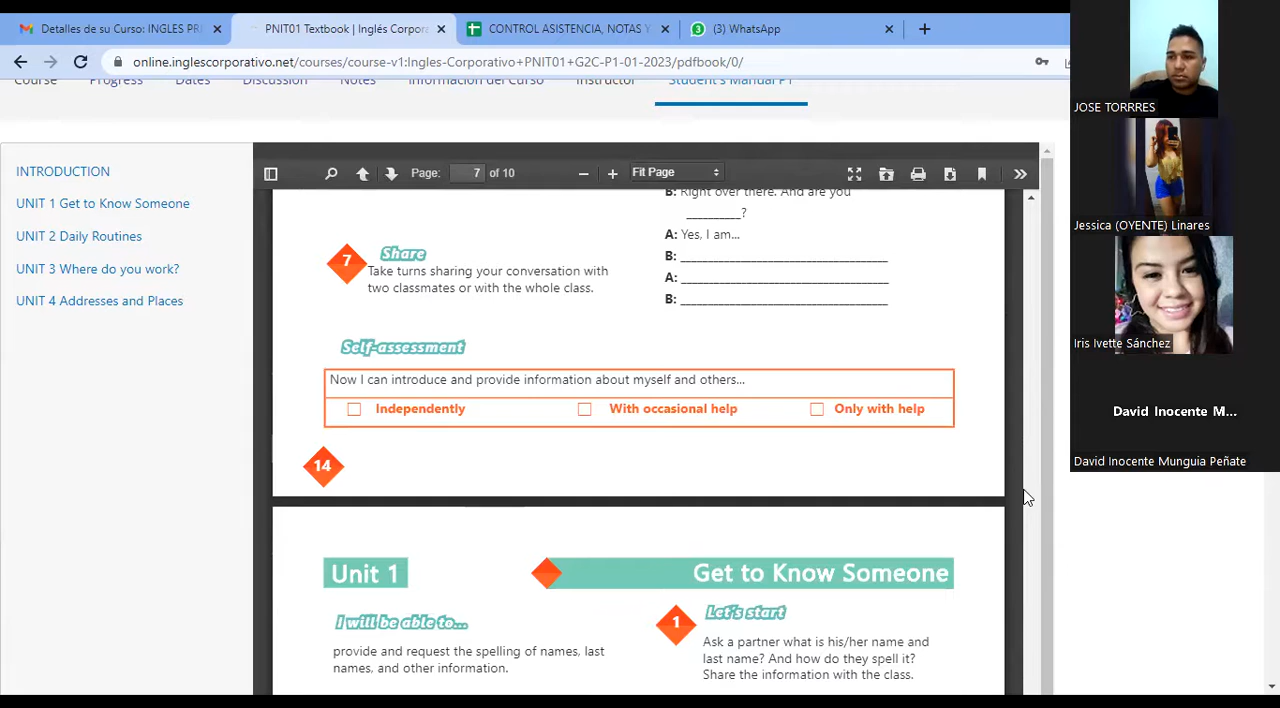 Detalles de su Curso: INGLES PRI
PNIT01 Textbook | Inglés Corpora
CONTROL ASISTENCIA, NOTAS Y
(3) WhatsApp
online.inglescorporativo.net/courses/course-v1:Ingles-Corporativo+PNIT01+G2C-P1-01-2023/pdfbook/0/
Course Progress Dates Discussion Notes Información del Curso Instructor Student's Manual P1
INTRODUCTION
UNIT 1 Get to Know Someone
UNIT 2 Daily Routines
UNIT 3 Where do you work?
UNIT 4 Addresses and Places
Page: 7 of 10
Fit Page
B: Right over there. And are you
__________?
A: Yes, I am...
B: ___________________________________
A: ___________________________________
B: ___________________________________
7
Share
Take turns sharing your conversation with
two classmates or with the whole class.
Self-assessment
Now I can introduce and provide information about myself and others...
Independently With occasional help Only with help
14
Unit 1
Get to Know Someone
I will be able to...
provide and request the spelling of names, last
names, and other information.
1
Let's start
Ask a partner what is his/her name and
last name? And how do they spell it?
Share the information with the class.
JOSE TORRRES
Jessica (OYENTE) Linares
Iris Ivette Sánchez
David Inocente M...
David Inocente Munguia Peñate